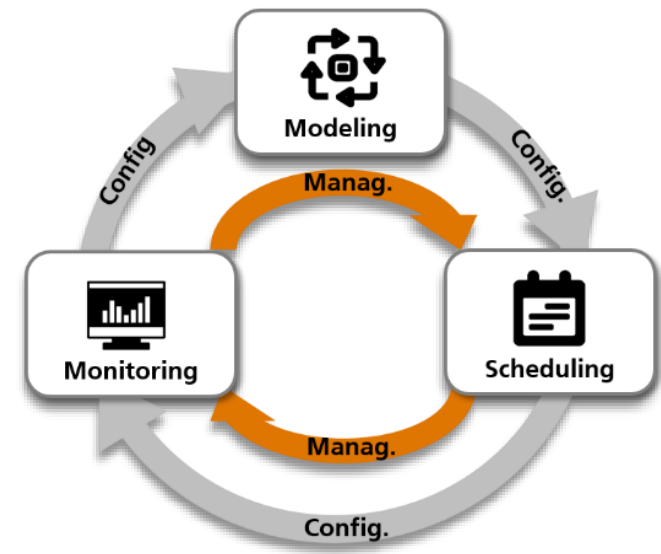 Modeling
Config
Config.
Manag.
Monitoring
Scheduling
Manag.
Config.